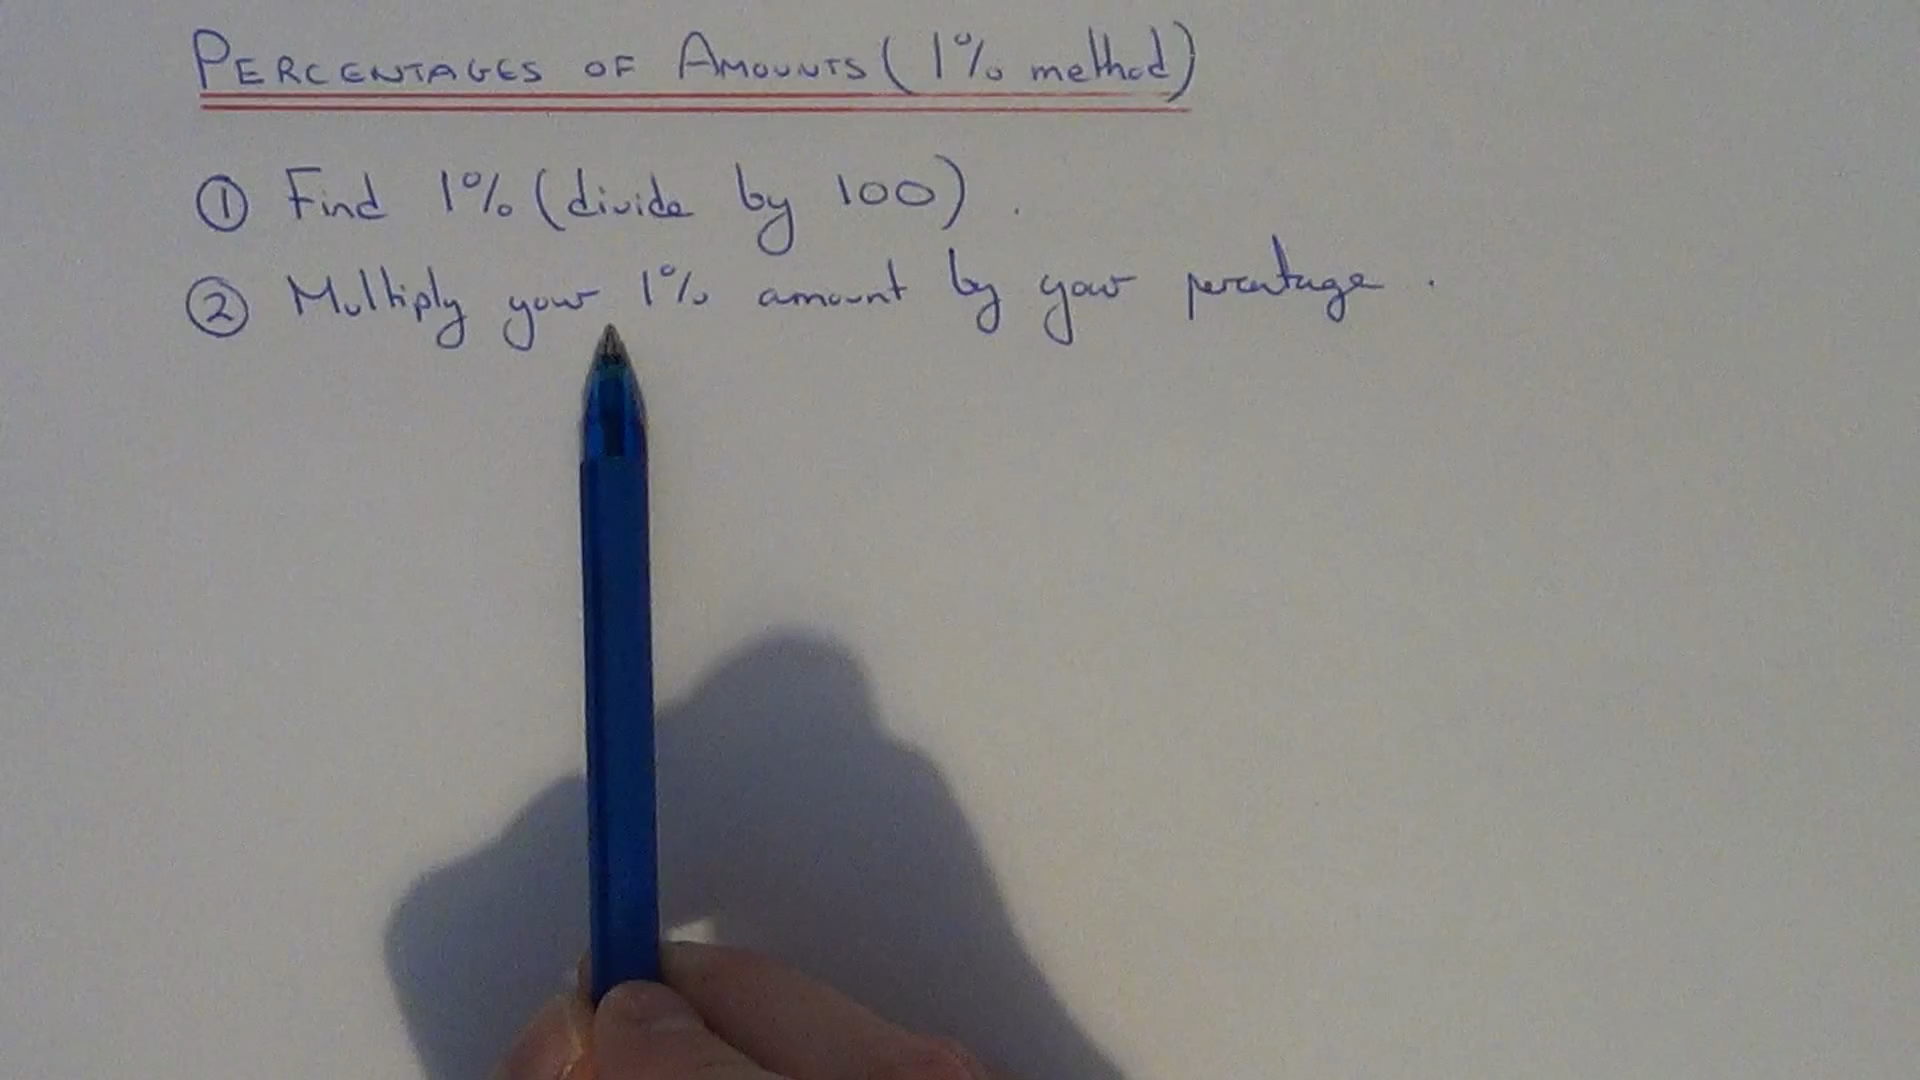 PERCENTAGES OF AMOUNTS (1% method)
① Find 1% (divide by 100).
② Multiply your 1% amount by your percentage.